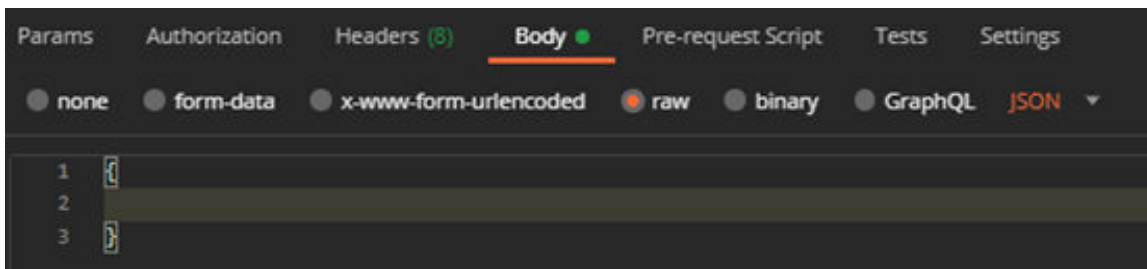 Params Authorization Headers (8) Body Pre-request Script Tests Settings
none form-data x-www-form-urlencoded raw binary GraphQL JSON
1 {
2
3 }